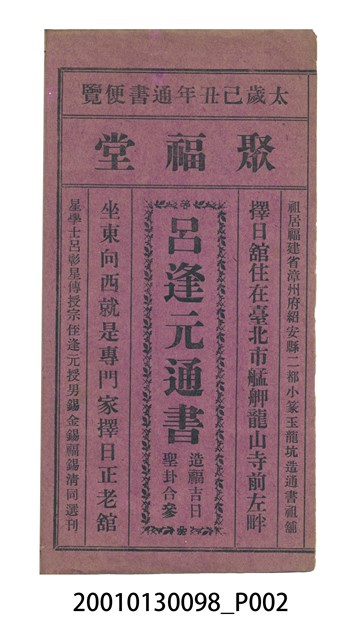 太歲己丑年通書便覽
聚福堂
祖居福建省漳州府紹安縣二都小篆玉龍坑造通書祖舖
擇日舘住在臺北市艋舺龍山寺前左畔
呂逢元通書
造福吉日
聖卦合參
坐東向西就是專門家擇日正老舘
星學士呂彰星傳授宗侄逢元授男錫金錫福錫清同選刊
20010130098_P002